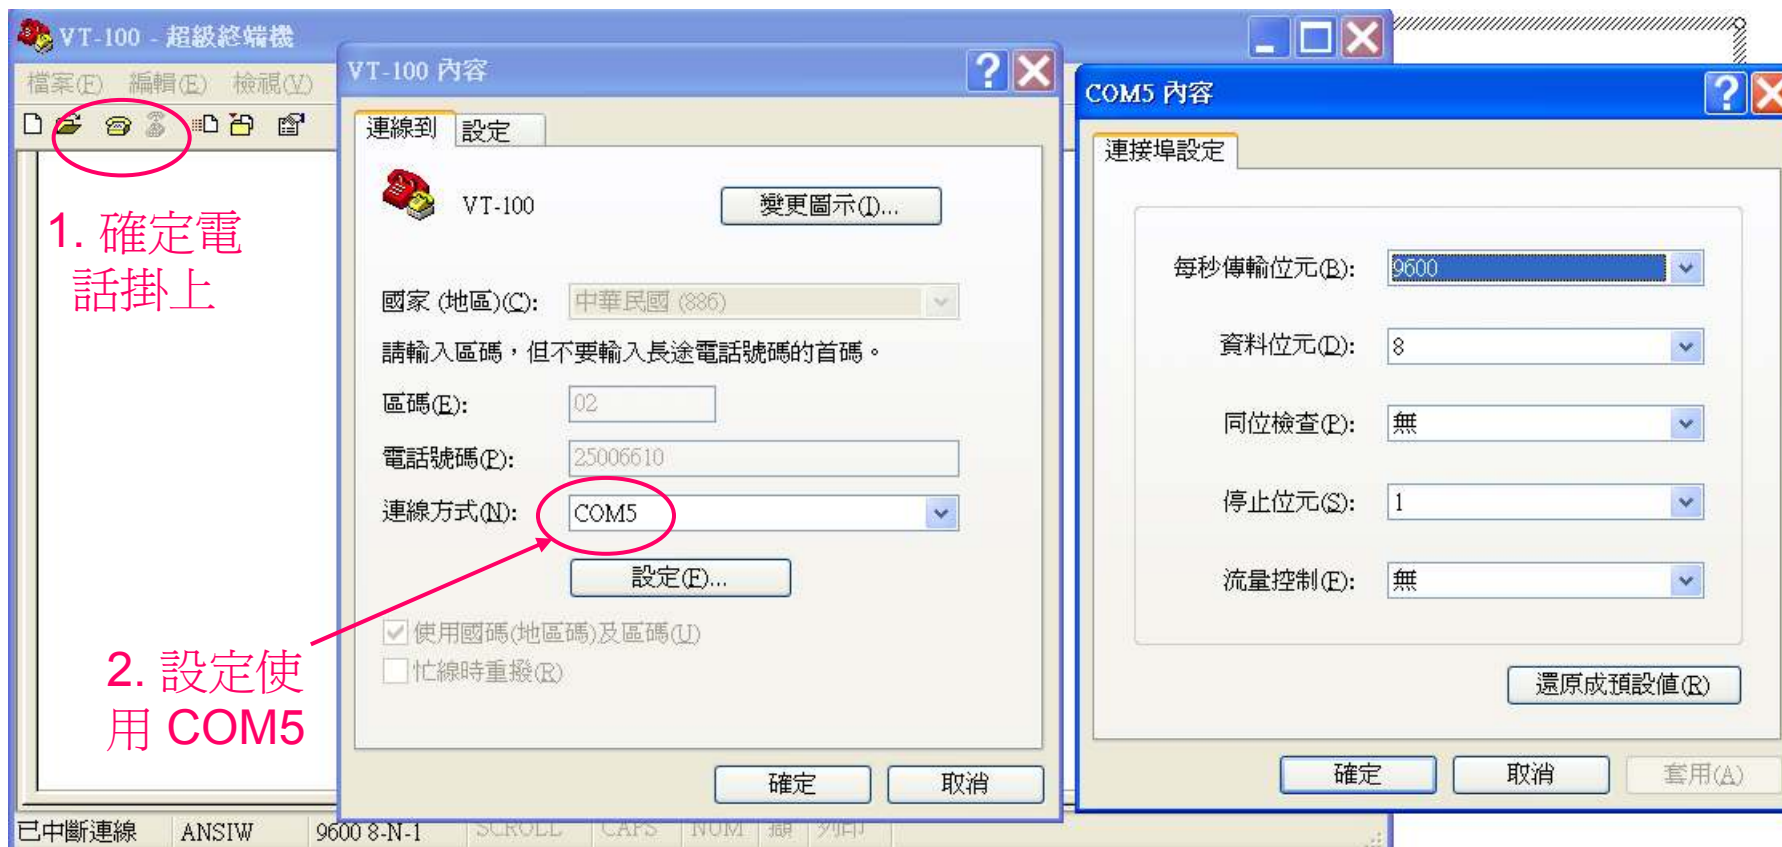 VT-100 - 超級終端機
檔案(F) 編輯(E) 檢視(V)
1. 確定電
話掛上
2. 設定使
用 COM5
VT-100 內容
連線到 設定
VT-100
變更圖示(I)...
國家 (地區)(C): 中華民國 (886)
請輸入區碼，但不要輸入長途電話號碼的首碼。
區碼(E): 02
電話號碼(P): 25006610
連線方式(N): COM5
設定(F)...
使用國碼(地區碼)及區碼(U)
忙線時重撥(R)
確定 取消
COM5 內容
連接埠設定
每秒傳輸位元(B): 9600
資料位元(D): 8
同位檢查(P): 無
停止位元(S): 1
流量控制(F): 無
還原成預設值(R)
確定 取消 套用(A)
已中斷連線 ANSIW 9600 8-N-1 SCROLL CAPS NUM 擷 列印